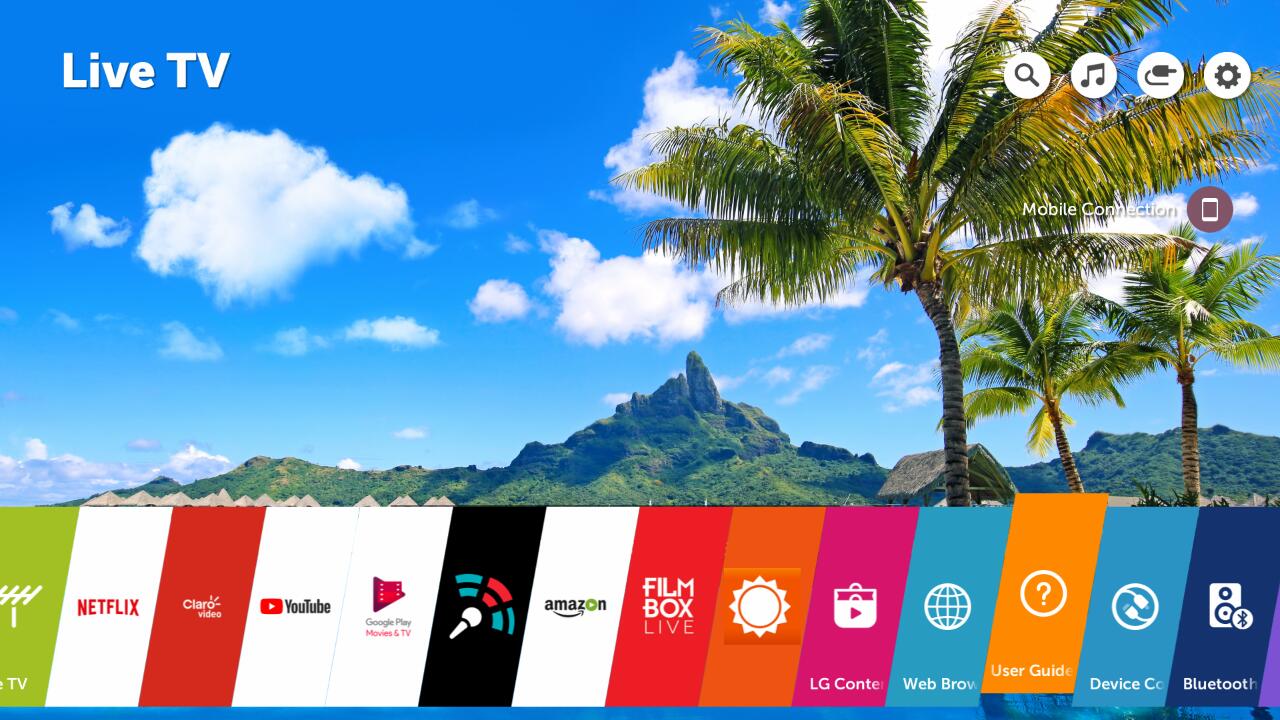 Live TV
Mobile Connection
NETFLIX
Claro-
video
YouTube
Google Play
Movies & TV
amazon
FILM
BOX
LIVE
e TV
LG Conte
Web Brow
User Guide
Device Co
Bluetooth